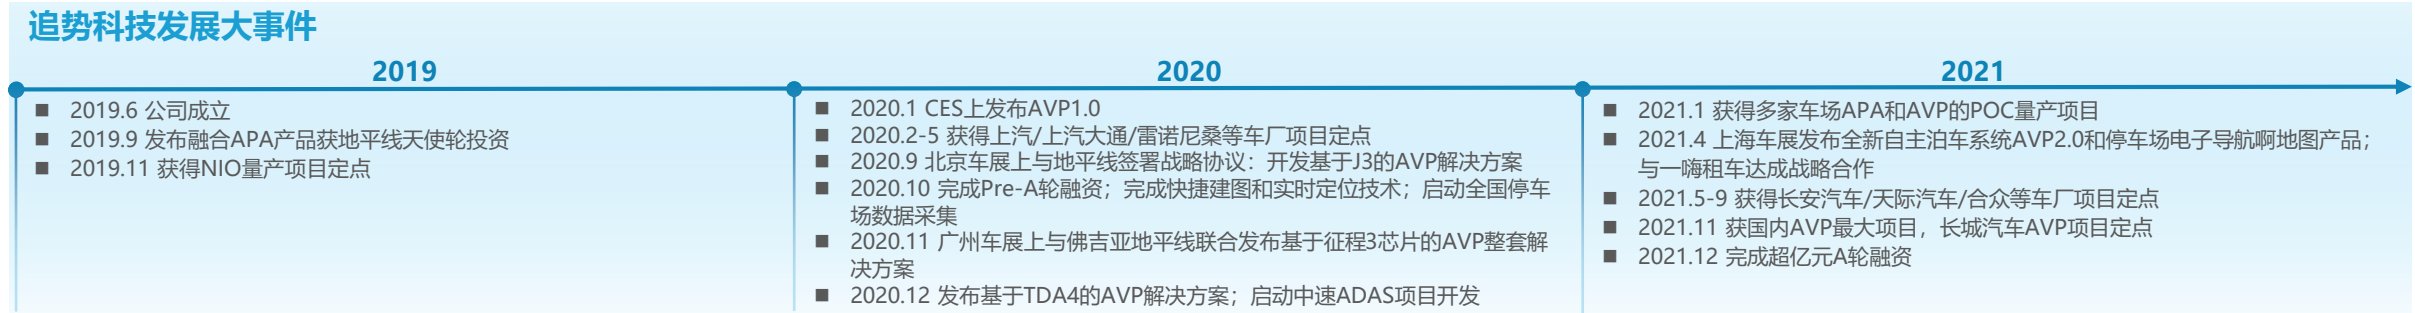 追势科技发展大事件
2019
■ 2019.6 公司成立
■ 2019.9 发布融合APA产品获地平线天使轮投资
■ 2019.11 获得NIO量产项目定点
2020
■ 2020.1 CES上发布AVP1.0
■ 2020.2-5 获得上汽/上汽大通/雷诺尼桑等车厂项目定点
■ 2020.9 北京车展上与地平线签署战略协议：开发基于J3的AVP解决方案
■ 2020.10 完成Pre-A轮融资；完成快捷建图和实时定位技术；启动全国停车
场数据采集
■ 2020.11 广州车展上与佛吉亚地平线联合发布基于征程3芯片的AVP整套解
决方案
■ 2020.12 发布基于TDA4的AVP解决方案；启动中速ADAS项目开发
2021
■ 2021.1 获得多家车场APA和AVP的POC量产项目
■ 2021.4 上海车展发布全新自主泊车系统AVP2.0和停车场电子导航啊地图产品；
与一嗨租车达成战略合作
■ 2021.5-9 获得长安汽车/天际汽车/合众等车厂项目定点
■ 2021.11 获国内AVP最大项目，长城汽车AVP项目定点
■ 2021.12 完成超亿元A轮融资